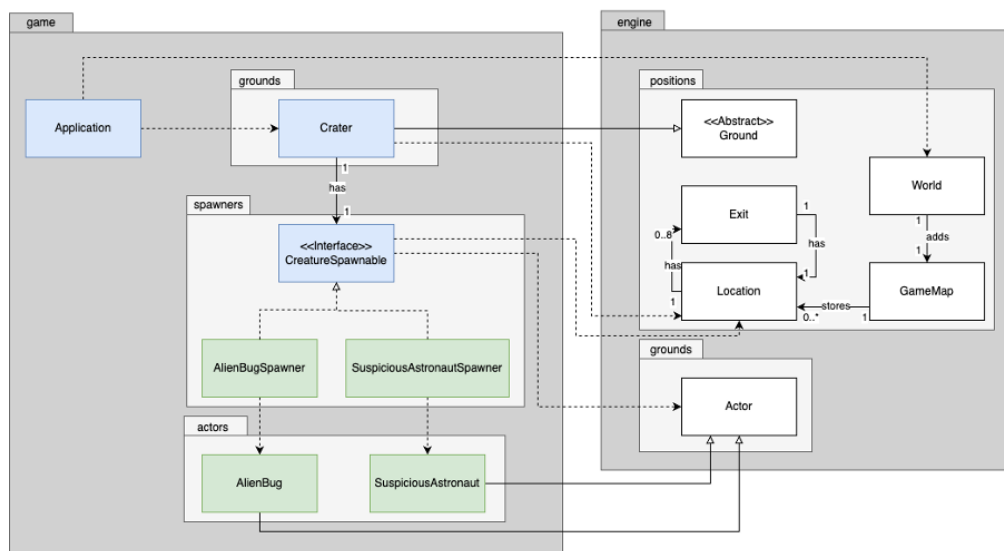 game
engine
grounds
positions
Application
Crater
<<Abstract>>
Ground
World
1
has
1
spawners
Exit
1
1
adds
1
0..8
has
has
<<Interface>>
CreatureSpawnable
1
1
Location
GameMap
stores
0..*
1
AlienBugSpawner
SuspiciousAstronautSpawner
grounds
Actor
actors
AlienBug
SuspiciousAstronaut